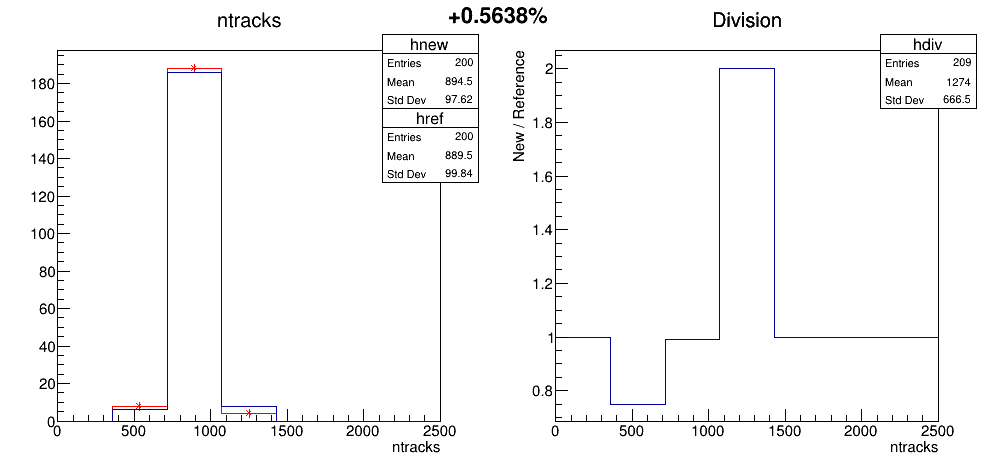 +0.5638%
ntracks
hnew
Entries 200
Mean 894.5
Std Dev 97.62
href
Entries 200
Mean 889.5
Std Dev 99.84
180
160
140
120
100
80
60
40
20
0
0 500 1000 1500 2000 2500
ntracks
Division
hdiv
Entries 209
Mean 1274
Std Dev 666.5
New / Reference
2
1.8
1.6
1.4
1.2
1
0.8
0 500 1000 1500 2000 2500
ntracks